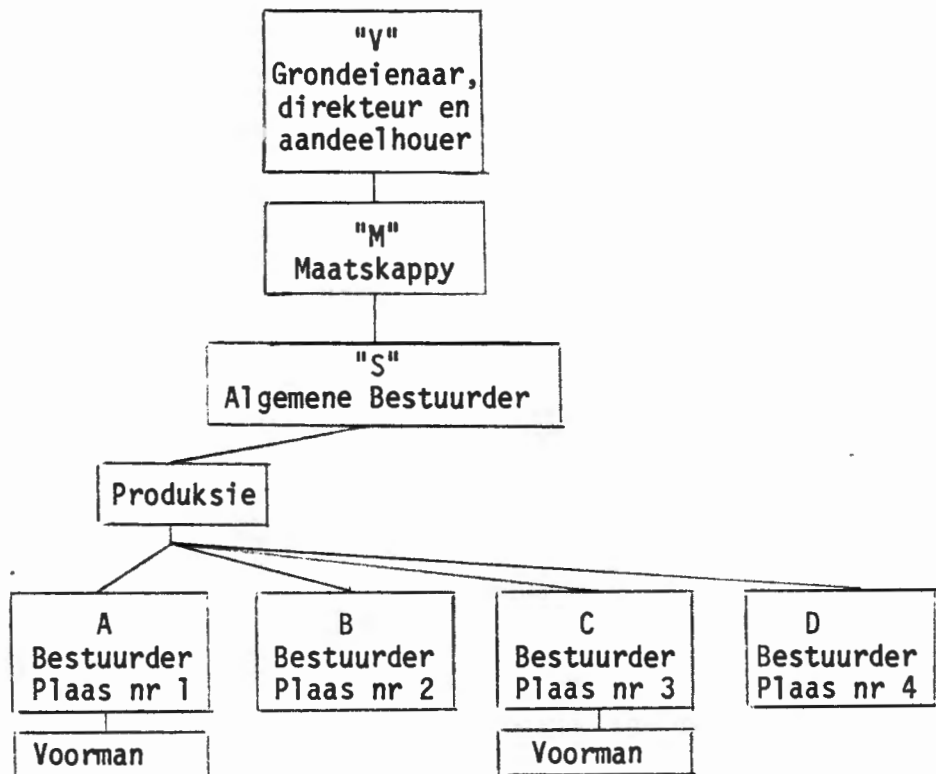 "V"
Grondeienaar,
direkteur en
aandeelhouer
"M"
Maatskappy
"S"
Algemene Bestuurder
Produksie
A
Bestuurder
Plaas nr 1
B
Bestuurder
Plaas nr 2
C
Bestuurder
Plaas nr 3
D
Bestuurder
Plaas nr 4
Voorman
Voorman